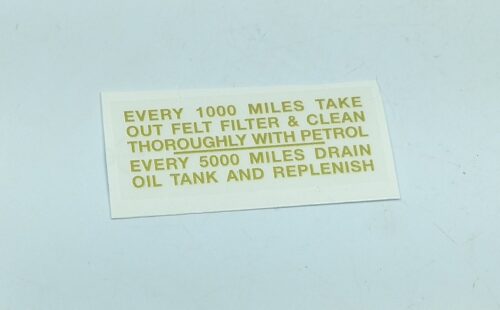 EVERY 1000 MILES TAKE
OUT FELT FILTER & CLEAN
THOROUGHLY WITH PETROL
EVERY 5000 MILES DRAIN
OIL TANK AND REPLENISH